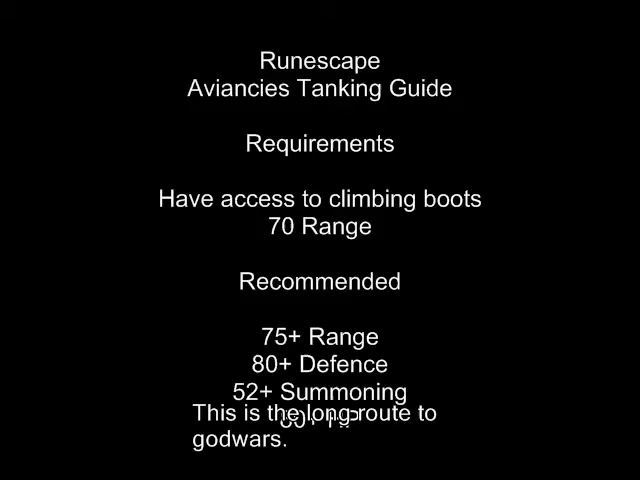 Runescape
Aviancies Tanking Guide
Requirements
Have access to climbing boots
70 Range
Recommended
75+ Range
80+ Defence
52+ Summoning
This is the long route to
godwars.